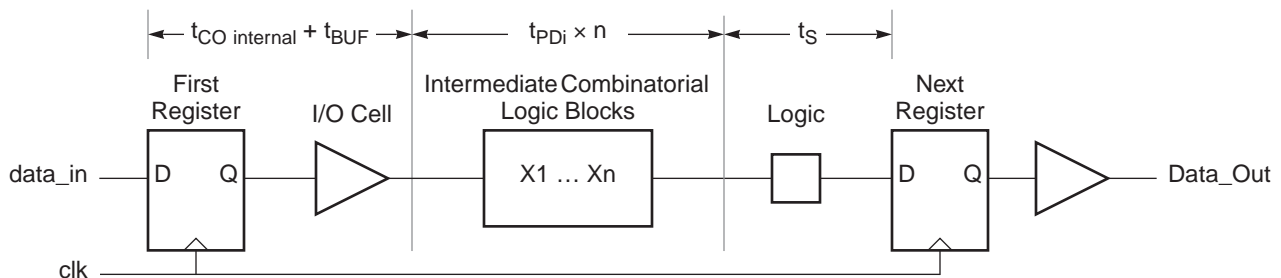 tCO internal + tBUF
tPDi × n
tS
First
Register
I/O Cell
Intermediate Combinatorial
Logic Blocks
Logic
Next
Register
data_in
D
Q
X1 … Xn
D
Q
Data_Out
clk